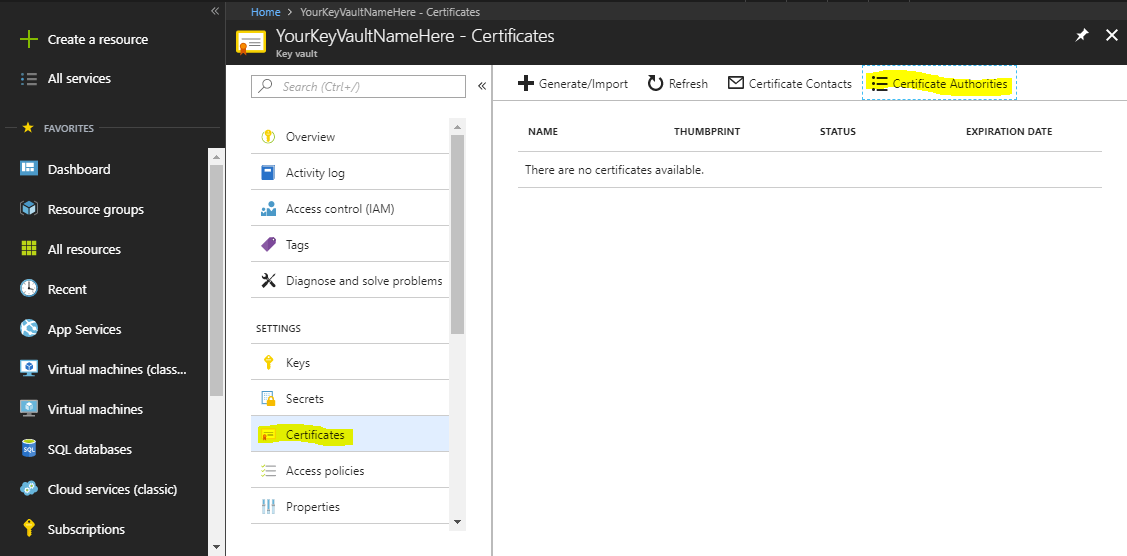 Create a resource
All services
FAVORITES
Dashboard
Resource groups
All resources
Recent
App Services
Virtual machines (class...
Virtual machines
SQL databases
Cloud services (classic)
Subscriptions
Home > YourKeyVaultNameHere - Certificates
YourKeyVaultNameHere - Certificates
Key vault
Search (Ctrl+/)
Overview
Activity log
Access control (IAM)
Tags
Diagnose and solve problems
SETTINGS
Keys
Secrets
Certificates
Access policies
Properties
Generate/Import Refresh Certificate Contacts Certificate Authorities
NAME THUMBPRINT STATUS EXPIRATION DATE
There are no certificates available.